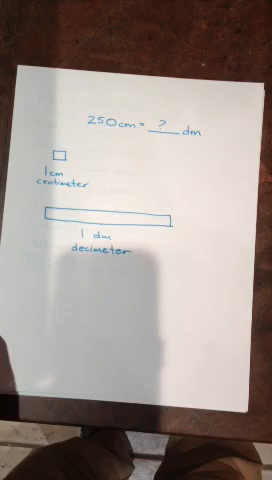 250cm = ? dm
1cm
centimeter
1 dm
decimeter